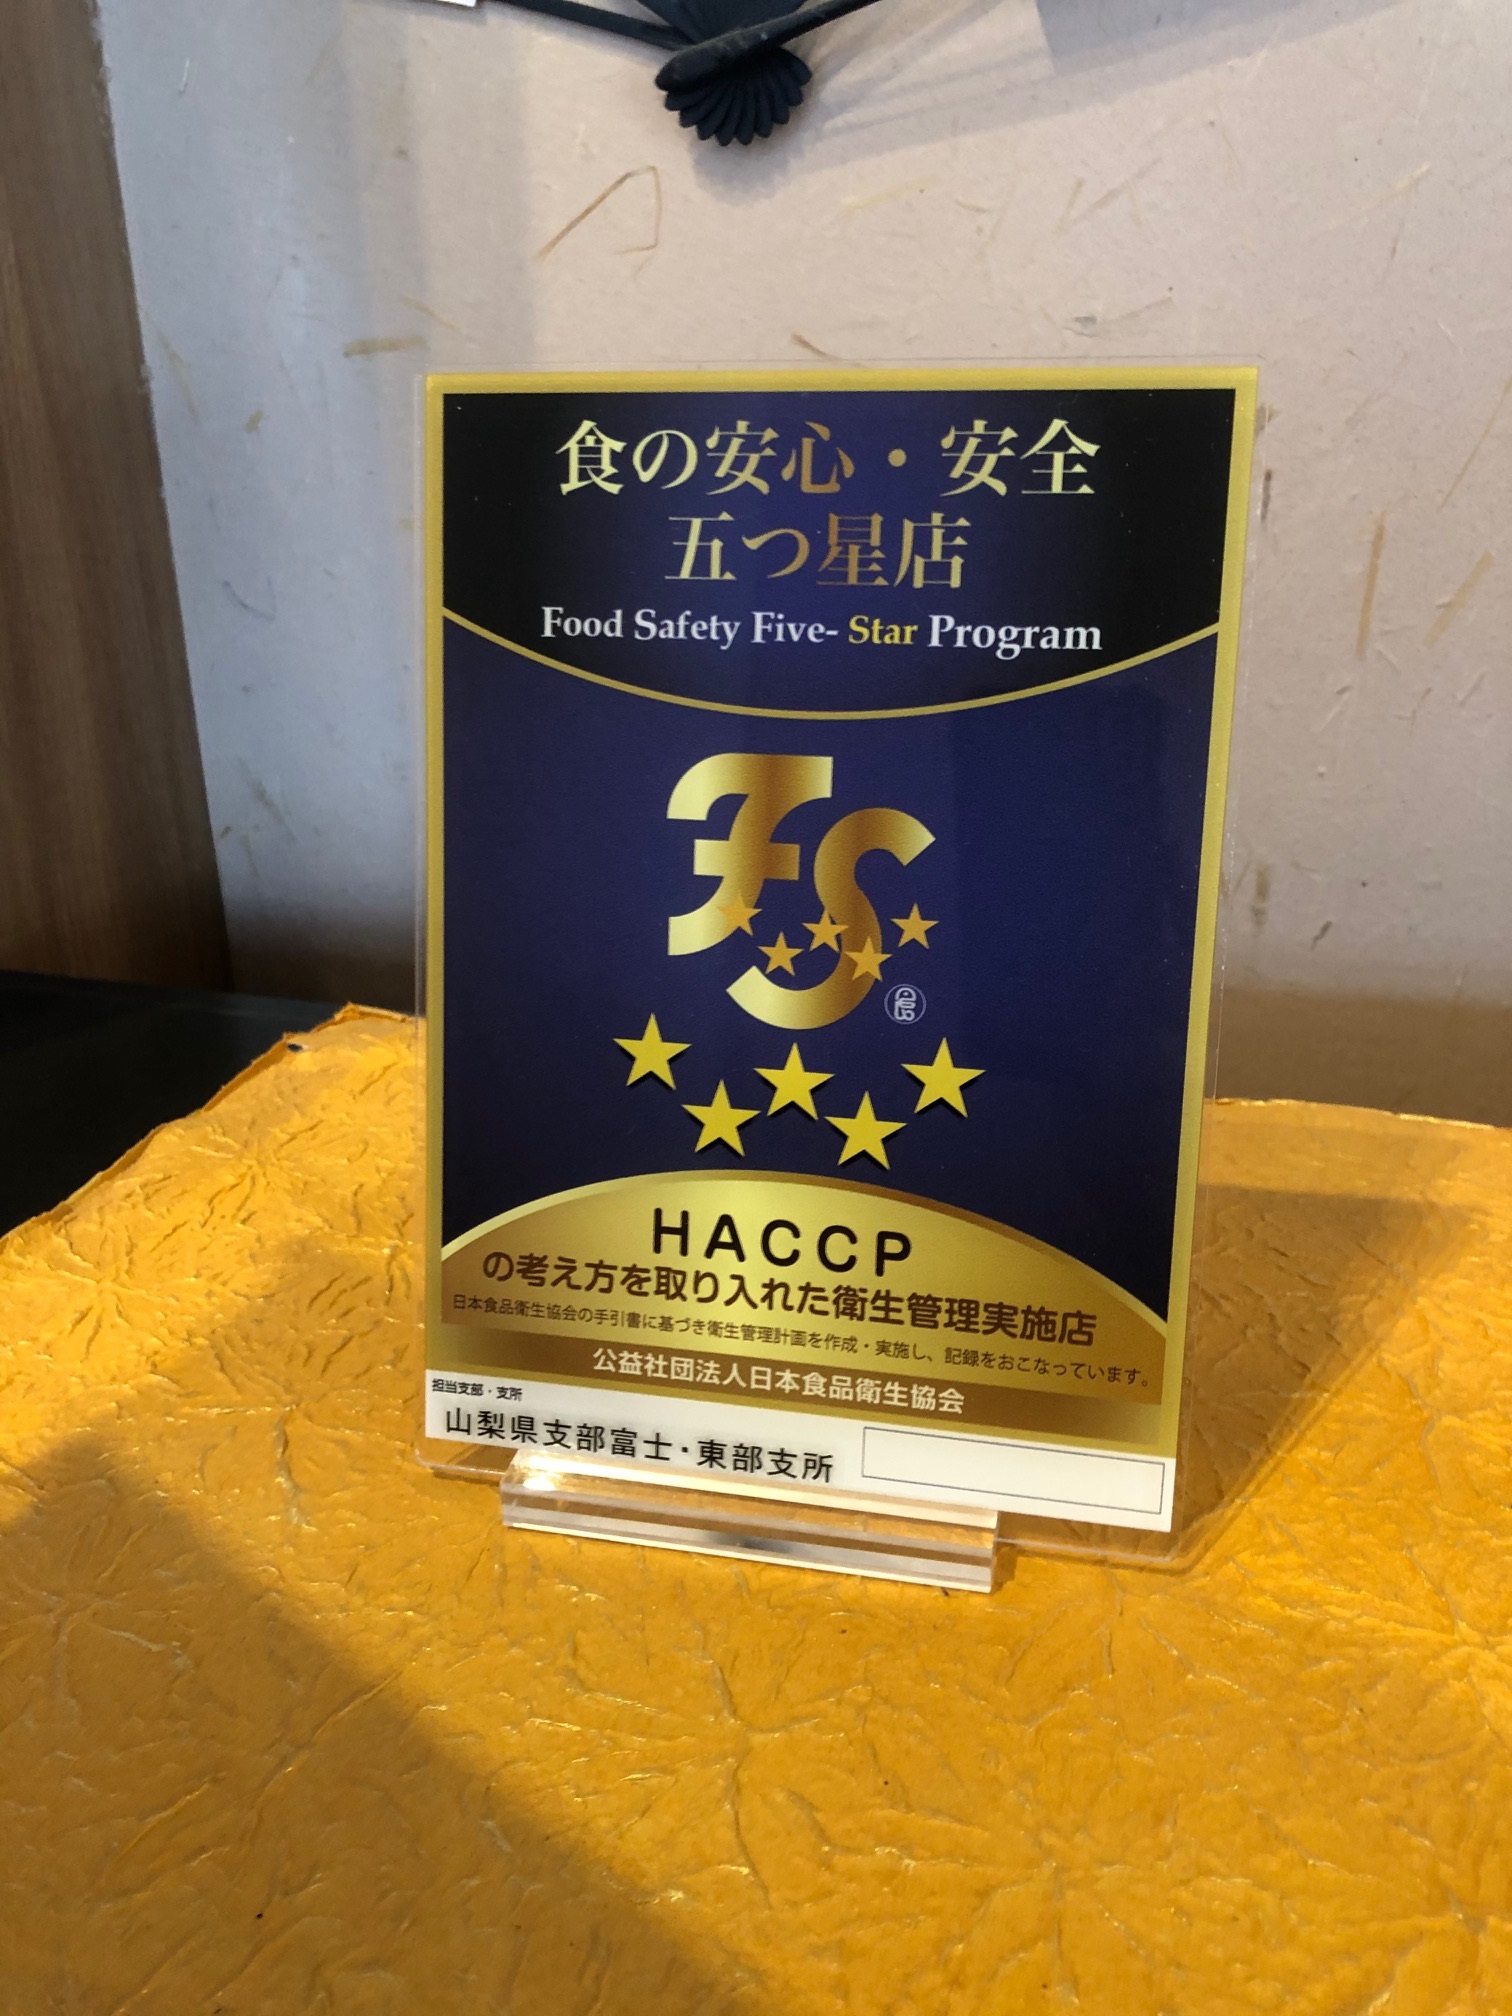 食の安心・安全
五つ星店
Food Safety Five- Star Program
FS
HACCP
の考え方を取り入れた衛生管理実施店
日本食品衛生協会の手引書に基づき衛生管理計画を作成・実施し、記録をおこなっています。
公益社団法人日本食品衛生協会
担当支部・支所
山梨県支部富士・東部支所